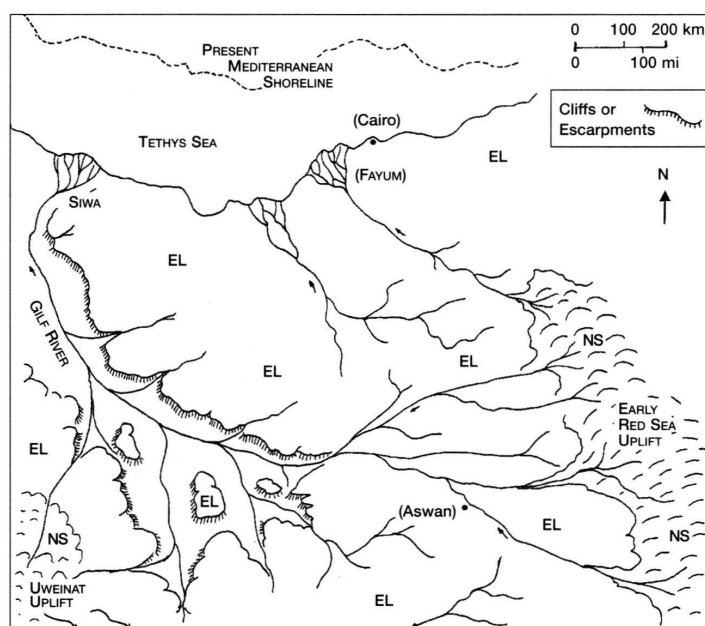 PRESENT
MEDITERRANEAN
SHORELINE
0 100 200 km
0 100 mi
Cliffs or
Escarpments
(Cairo)
TETHYS SEA
EL
(FAYUM)
N
SIWA
EL
GILF RIVER
NS
EL
EL
EARLY
RED SEA
UPLIFT
EL
EL
(Aswan)
EL
NS
NS
UWEINAT
UPLIFT
EL